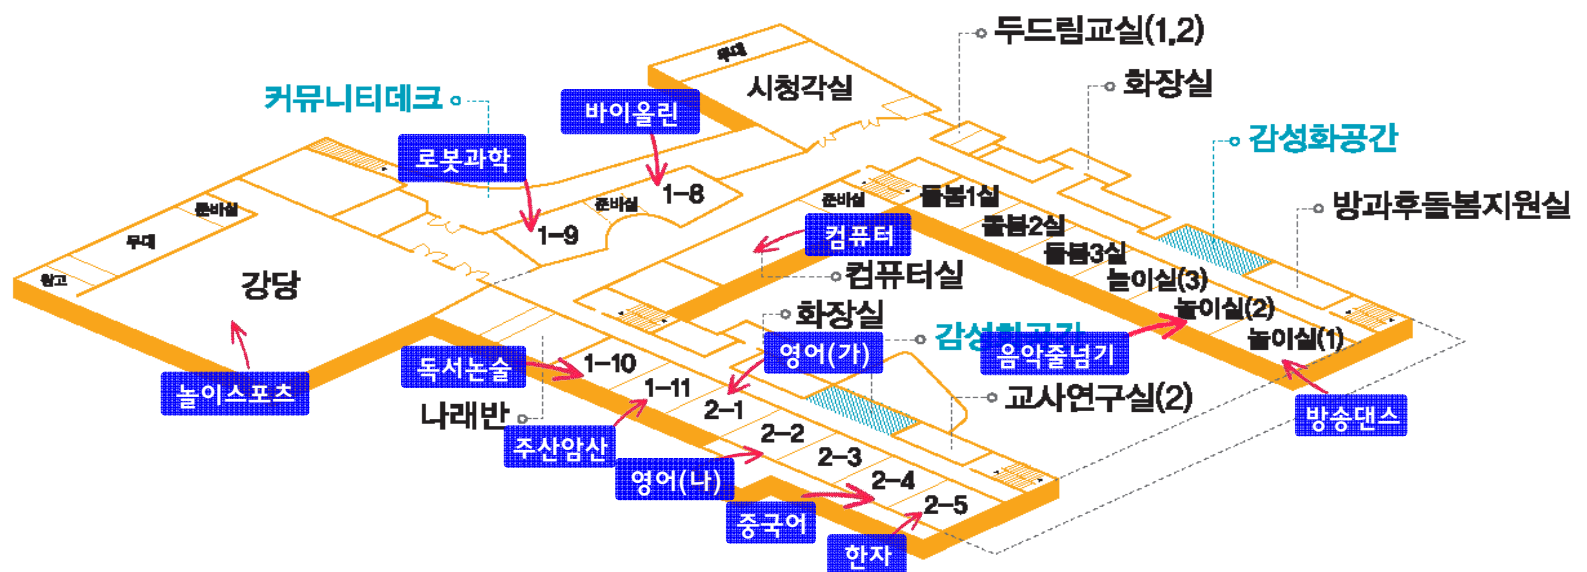 두드림교실(1,2)
무대
시청각실
화장실
커뮤니티데크
바이올린
감성화공간
로봇과학
1-8
준비실
돌봄1실
준비실
준비실
방과후돌봄지원실
돌봄2실
컴퓨터
1-9
무대
돌봄3실
컴퓨터실
놀이실(3)
창고
강당
놀이실(2)
화장실
놀이실(1)
감성화공간
영어(가)
음악줄넘기
독서논술
1-10
1-11
놀이스포츠
나래반
2-1
교사연구실(2)
방송댄스
주산암산
2-2
2-3
영어(나)
2-4
2-5
중국어
한자